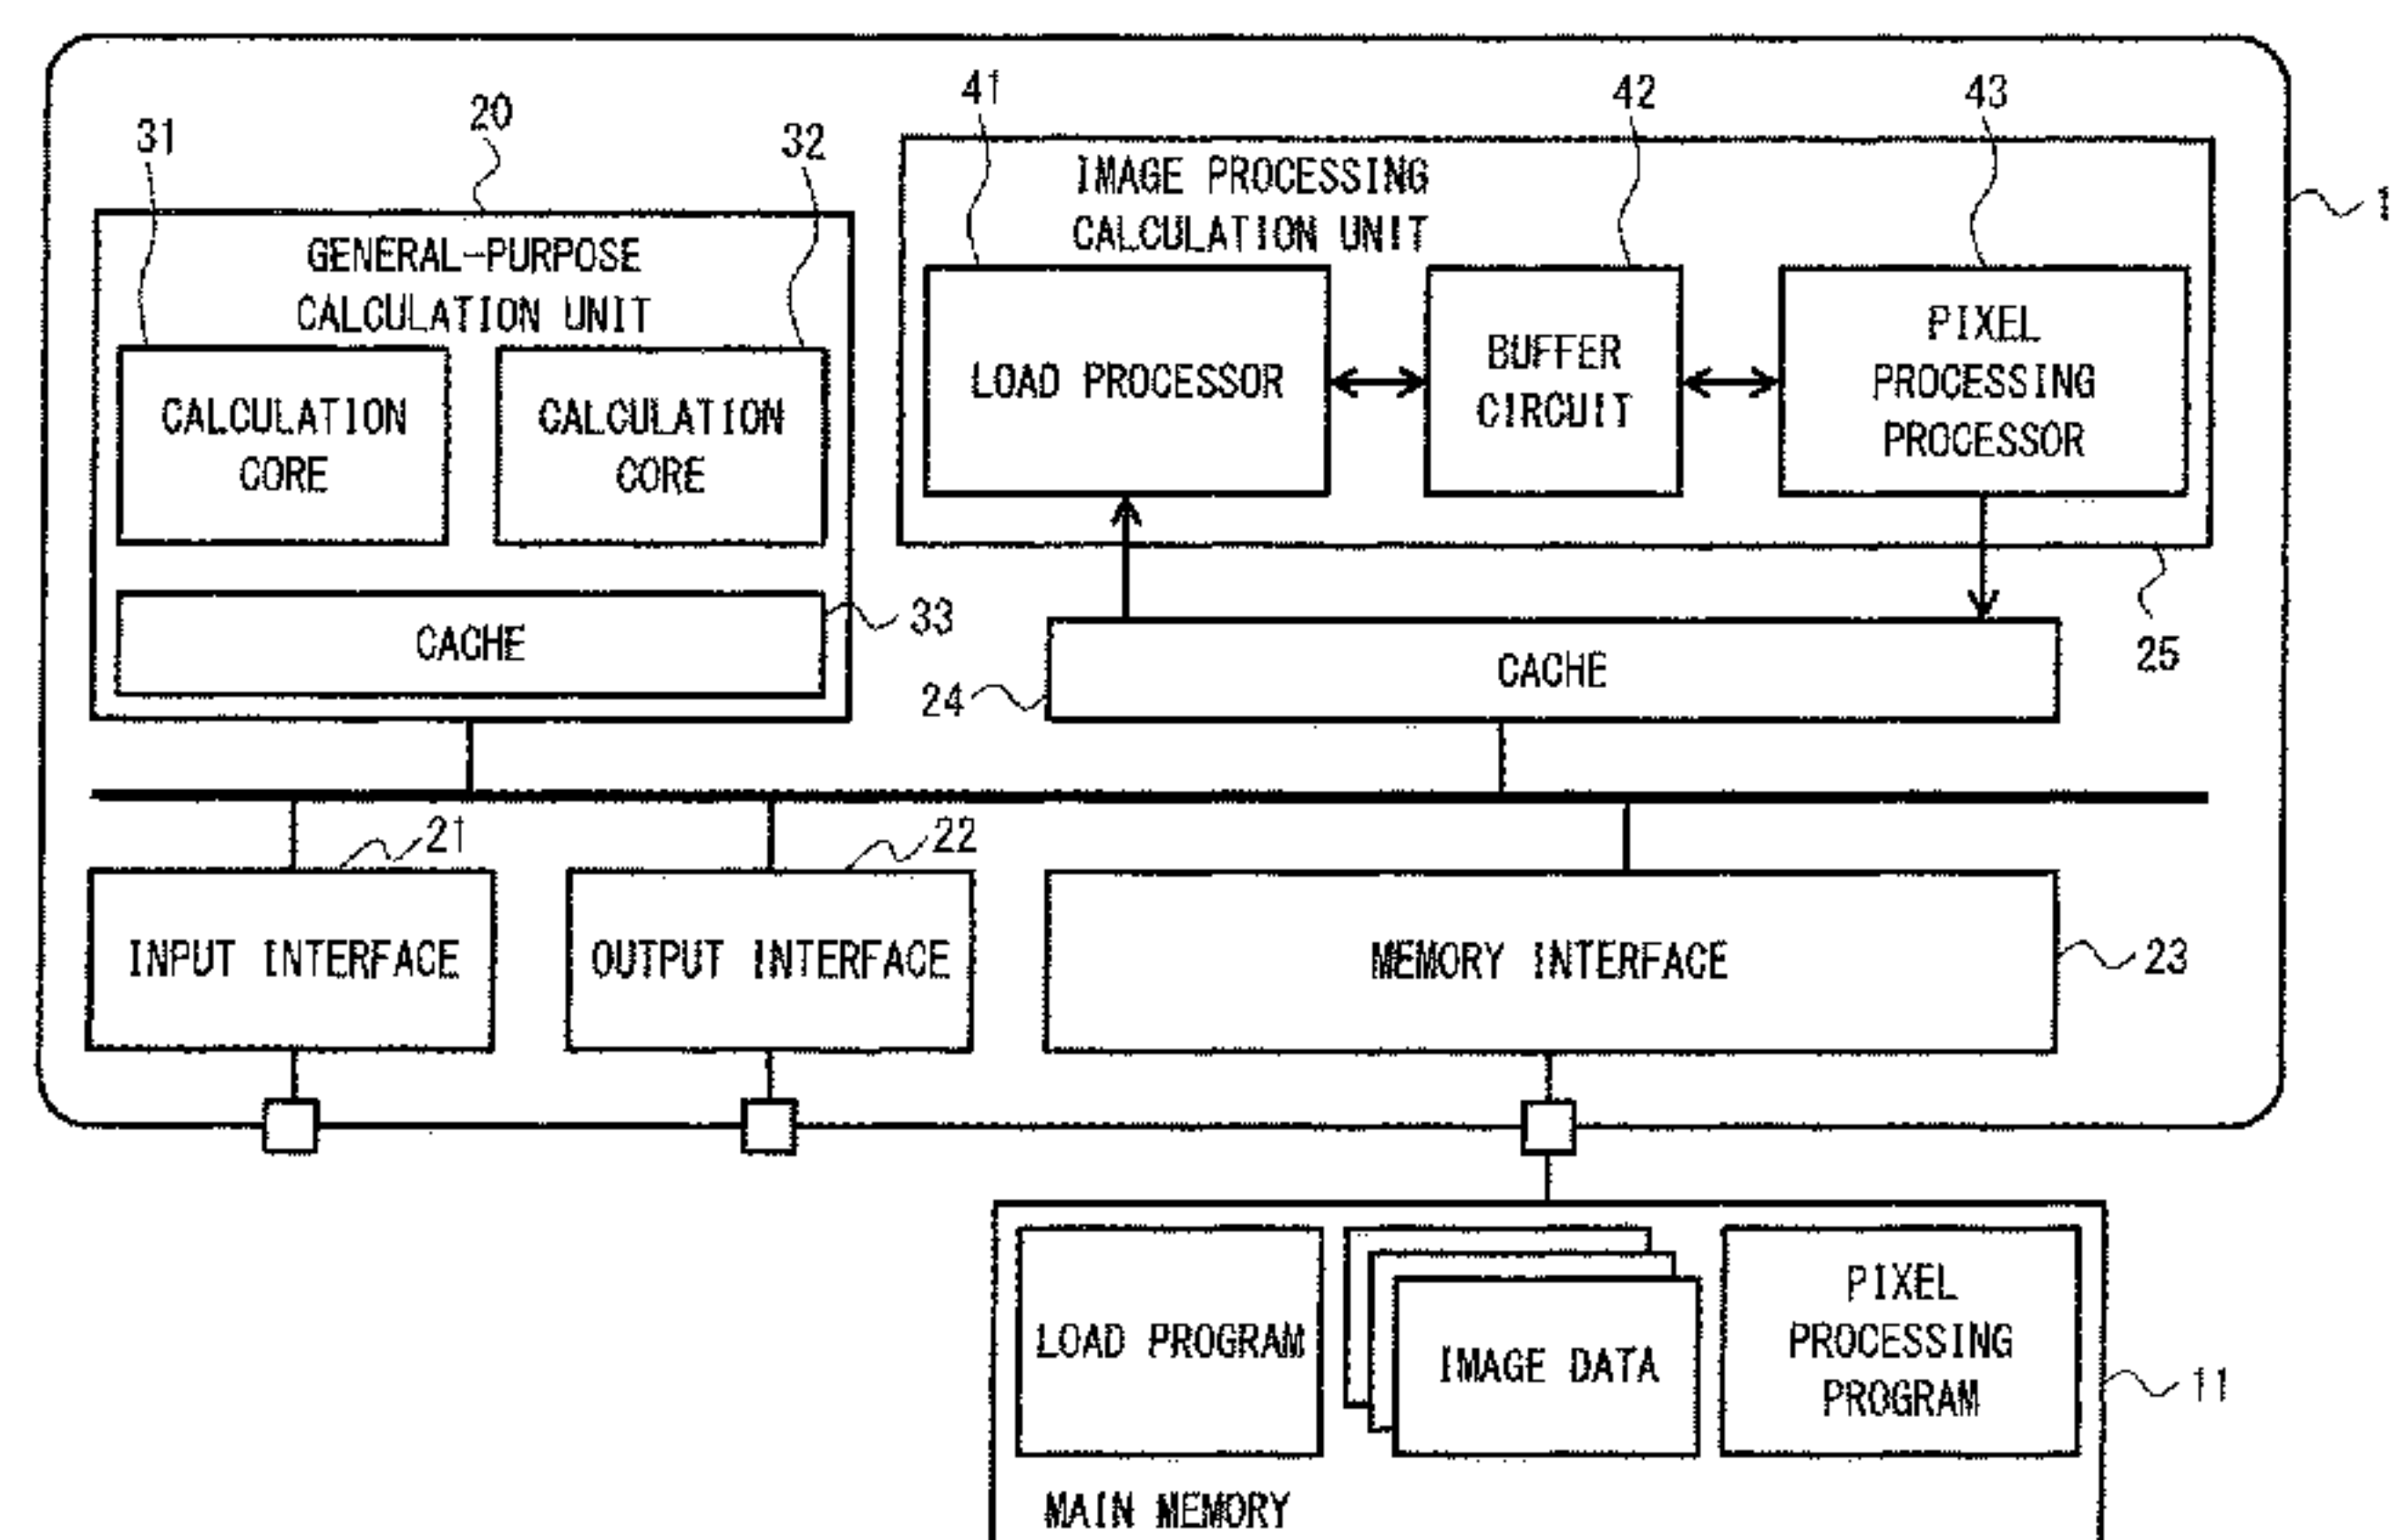 41
42
43
20
31
32
IMAGE PROCESSING
CALCULATION UNIT
1
GENERAL-PURPOSE
CALCULATION UNIT
LOAD PROCESSOR
BUFFER
CIRCUIT
PIXEL
PROCESSING
PROCESSOR
CALCULATION
CORE
CALCULATION
CORE
CACHE
33
24
CACHE
25
21
22
INPUT INTERFACE
OUTPUT INTERFACE
MEMORY INTERFACE
23
LOAD PROGRAM
IMAGE DATA
PIXEL
PROCESSING
PROGRAM
11
MAIN MEMORY